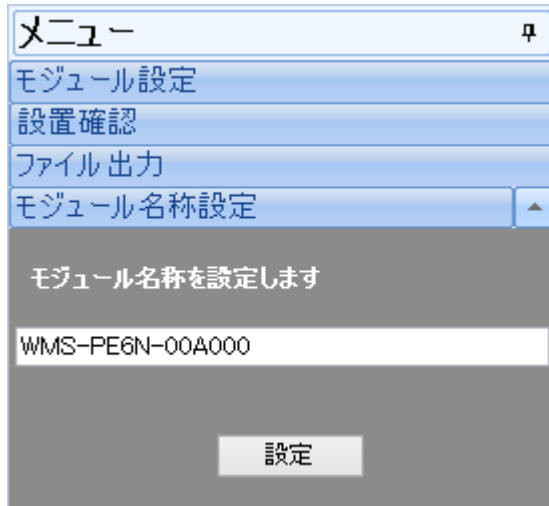 メニュー
モジュール設定
設置確認
ファイル出力
モジュール名称設定
モジュール名称を設定します
WMS-PE6N-00A000
設定